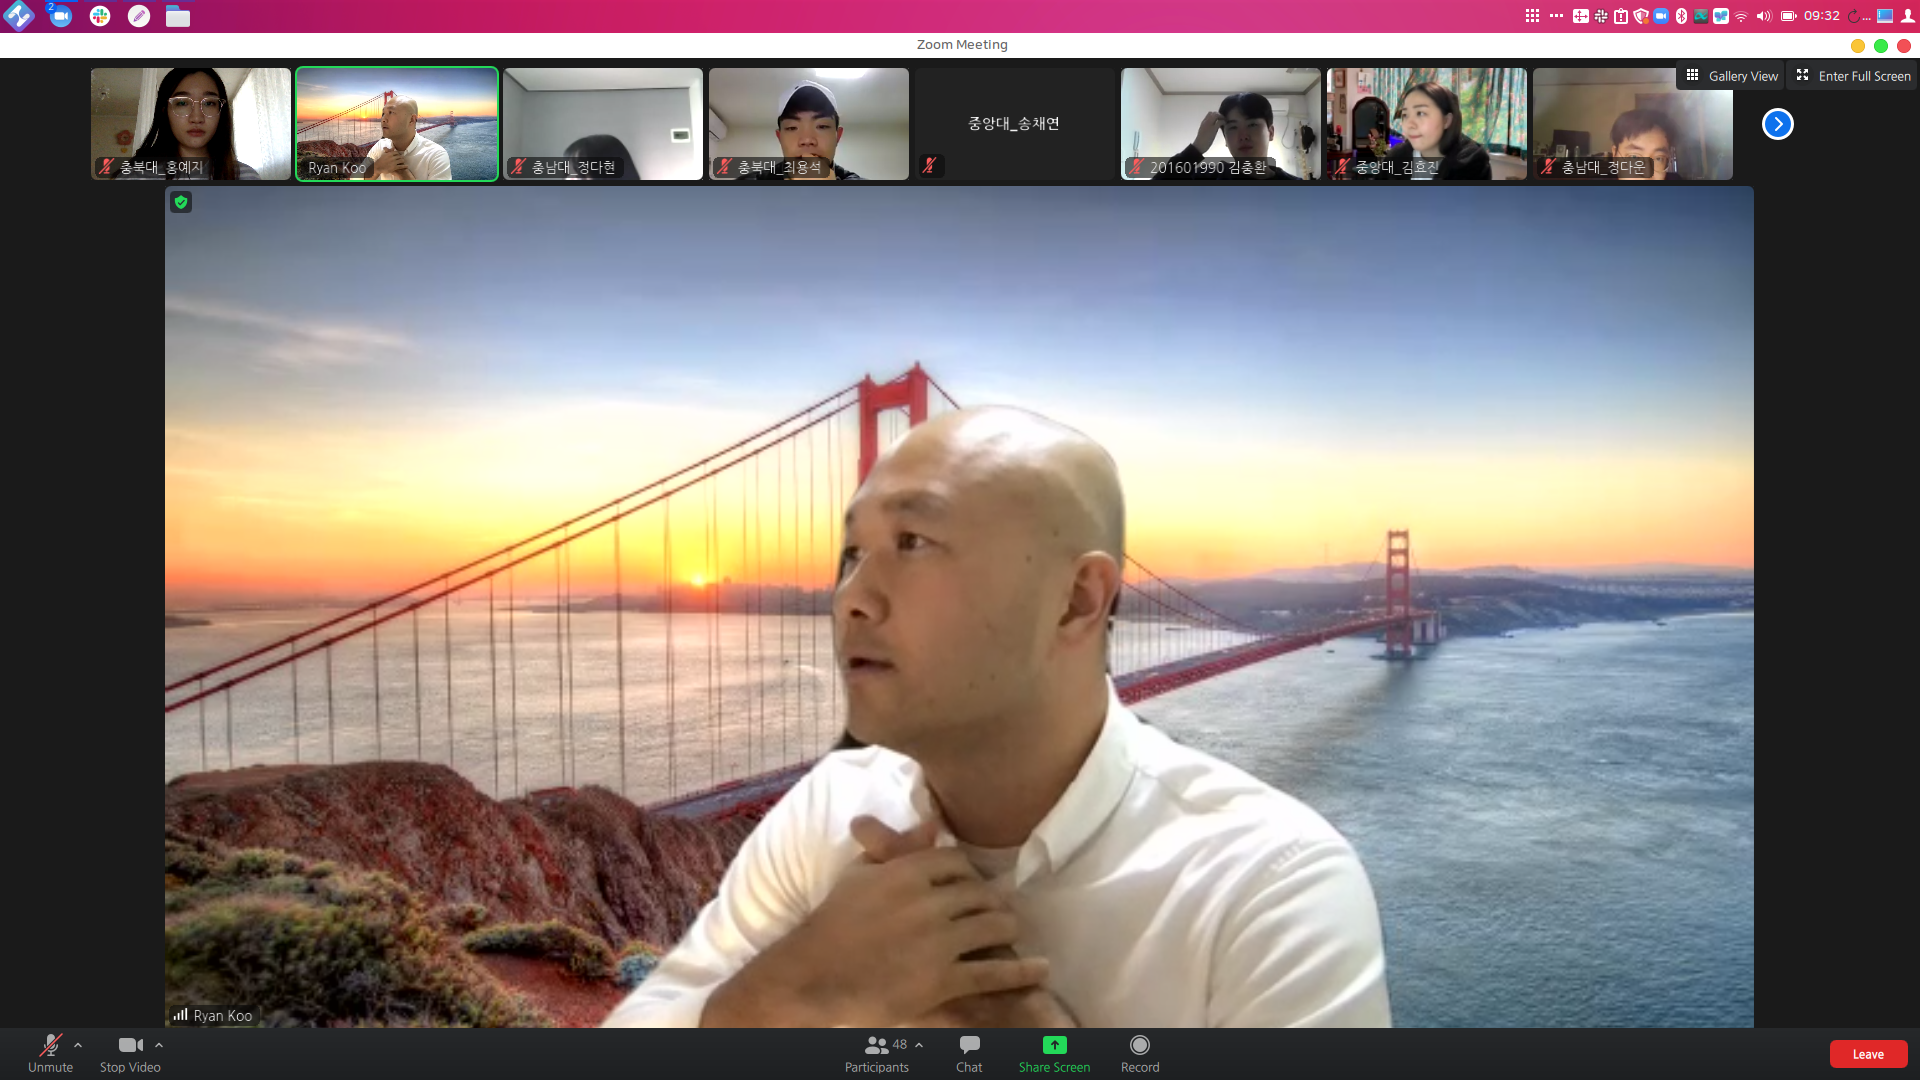 2
09:32
Zoom Meeting
Gallery View
Enter Full Screen
충북대_홍예지
Ryan Koo
충남대_정다현
충북대_최용석
중앙대_송채연
201601990 김충환
중앙대_김효진
충남대_정다운
Ryan Koo
Unmute
Stop Video
48
Participants
Chat
Share Screen
Record
Leave